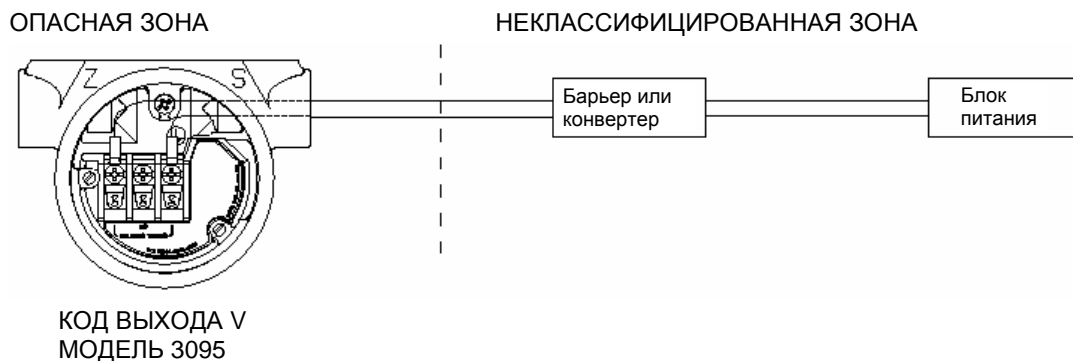 ОПАСНАЯ ЗОНА
НЕКЛАССИФИЦИРОВАННАЯ ЗОНА
Z S
Барьер или
конвертер
Блок
питания
КОД ВЫХОДА V
МОДЕЛЬ 3095